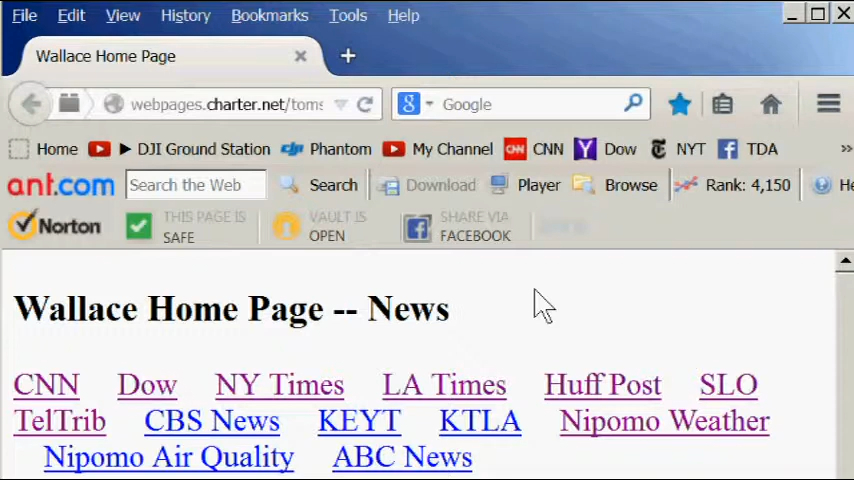 File Edit View History Bookmarks Tools Help
Wallace Home Page
webpages.charter.net/toms Google
Home ▶ DJI Ground Station Phantom My Channel CNN Dow NYT TDA »
ant.com Search the Web Search Download Player Browse Rank: 4,150 He
Norton THIS PAGE IS SAFE VAULT IS OPEN SHARE VIA FACEBOOK
Wallace Home Page -- News
CNN Dow NY Times LA Times Huff Post SLO
TelTrib CBS News KEYT KTLA Nipomo Weather
Nipomo Air Quality ABC News